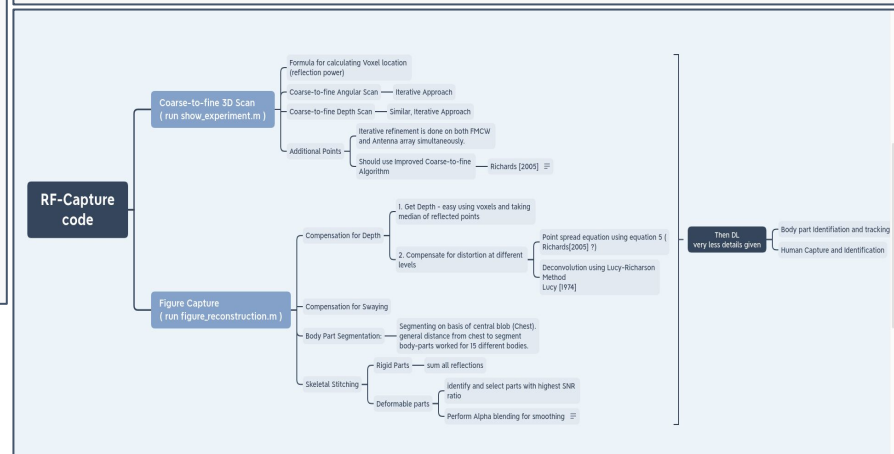 RF-Capture
code
Coarse-to-fine 3D Scan
( run show_experiment.m )
Formula for calculating Voxel location
(reflection power)
Coarse-to-fine Angular Scan
Iterative Approach
Coarse-to-fine Depth Scan
Similar, Iterative Approach
Additional Points
Iterative refinement is done on both FMCW
and Antenna array simultaneously.
Should use Improved Coarse-to-fine
Algorithm
Richards [2005]
Figure Capture
( run figure_reconstruction.m )
Compensation for Depth
1. Get Depth - easy using voxels and taking
median of reflected points
2. Compensate for distortion at different
levels
Point spread equation using equation 5 (
Richards[2005] ?)
Deconvolution using Lucy-Richarson
Method
Lucy [1974]
Compensation for Swaying
Body Part Segmentation:
Segmenting on basis of central blob (Chest).
general distance from chest to segment
body-parts worked for 15 different bodies.
Skeletal Stitching
Rigid Parts
sum all reflections
Deformable parts
identify and select parts with highest SNR
ratio
Perform Alpha blending for smoothing
Then DL
very less details given
Body part Identifiation and tracking
Human Capture and Identification